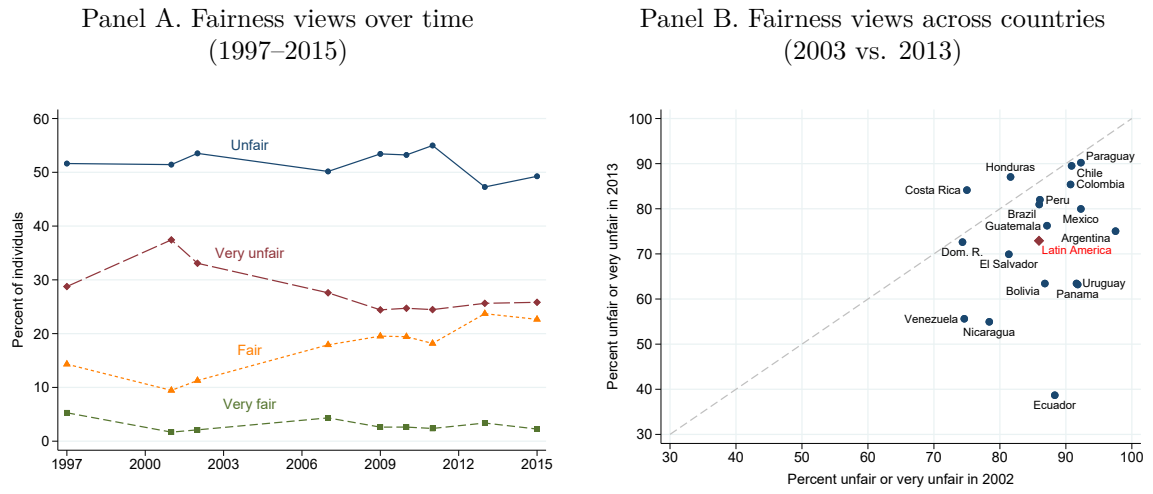 Panel A. Fairness views over time
(1997–2015)
Percent of individuals
60
50
40
30
20
10
0
Unfair
Very unfair
Fair
Very fair
1997
2000
2003
2006
2009
2012
2015
Panel B. Fairness views across countries
(2003 vs. 2013)
Percent unfair or very unfair in 2013
100
90
80
70
60
50
40
30
Paraguay
Honduras
Chile
Colombia
Costa Rica
Peru
Brazil
Mexico
Guatemala
Argentina
Latin America
Dom. R.
El Salvador
Uruguay
Bolivia
Panama
Venezuela
Nicaragua
Ecuador
30
40
50
60
70
80
90
100
Percent unfair or very unfair in 2002